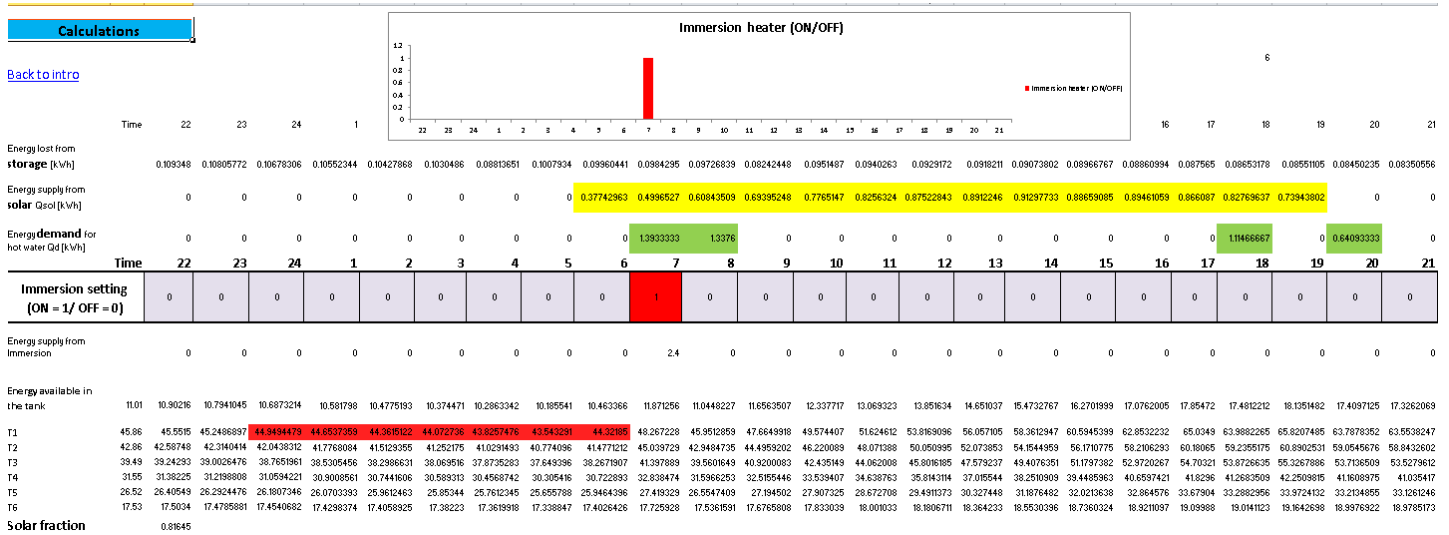 Calculations
Immersion heater (ON/OFF)
1.2
1
0.8
0.6
0.4
0.2
0
22 23 24 1 2 3 4 5 6 7 8 9 10 11 12 13 14 15 16 17 18 19 20 21
Immersion heater (ON/OFF)
6
Back to intro
Time 22 23 24 1 16 17 18 19 20 21
Energy lost from
storage [kWh] 0.109348 0.10805772 0.10678306 0.10552344 0.10427868 0.1030486 0.08813651 0.1007934 0.09960441 0.0984295 0.09726839 0.08242448 0.0951487 0.0940263 0.0929172 0.0918211 0.09073802 0.08966767 0.08860994 0.087565 0.08653178 0.08551105 0.08450235 0.08350556
Energy supply from
solar Qsol [kWh] 0 0 0 0 0 0 0 0 0.37742963 0.4996527 0.60843509 0.69395248 0.7765147 0.8256324 0.87522843 0.8912246 0.91297733 0.88659085 0.89461059 0.866087 0.82769637 0.73943802 0 0
Energy demand for
hot water Qd [kWh] 0 0 0 0 0 0 0 0 0 1.3933333 1.3376 0 0 0 0 0 0 0 0 0 1.11466667 0 0.64093333 0
Time 22 23 24 1 2 3 4 5 6 7 8 9 10 11 12 13 14 15 16 17 18 19 20 21
Immersion setting
(ON = 1/ OFF = 0) 0 0 0 0 0 0 0 0 0 1 0 0 0 0 0 0 0 0 0 0 0 0 0 0
Energy supply from
Immersion 0 0 0 0 0 0 0 0 0 2.4 0 0 0 0 0 0 0 0 0 0 0 0 0 0
Energy available in
the tank 11.01 10.90216 10.7941045 10.6873214 10.581798 10.4775193 10.374471 10.2863342 10.185541 10.463366 11.871256 11.0448227 11.6563507 12.337717 13.069323 13.851634 14.651037 15.4732767 16.2701999 17.0762005 17.85472 17.4812212 18.1351482 17.4097125 17.3262069
T1 45.86 45.5515 45.2486897 44.9494479 44.6537359 44.3615122 44.072736 43.8257476 43.543291 44.32185 48.267228 45.9512859 47.6649918 49.574407 51.624612 53.8169096 56.057105 58.3612947 60.5945399 62.8532232 65.0349 63.9882265 65.8207485 63.7878352 63.5538247
T2 42.86 42.58748 42.3140414 42.0438312 41.7768084 41.5129355 41.252175 41.0291493 40.774096 41.4771212 45.039729 42.9484735 44.4959202 46.220089 48.071388 50.050995 52.073853 54.1544959 56.1710775 58.2106293 60.18065 59.2355175 60.8902531 59.0545676 58.8432602
T3 39.49 39.24293 39.0026476 38.7651961 38.5305456 38.2986631 38.069516 37.8735283 37.649396 38.2671907 41.397889 39.5601649 40.9200083 42.435149 44.062008 45.8016185 47.579237 49.4076351 51.1797382 52.9720267 54.70321 53.8726635 55.3267886 53.7136509 53.5279612
T4 31.55 31.38225 31.2198808 31.0594221 30.9008561 30.7441606 30.589313 30.4568742 30.305416 30.722893 32.838474 31.5966253 32.5155446 33.539407 34.638763 35.8143114 37.015544 38.2510909 39.4485963 40.6597421 41.8296 41.2683509 42.2509815 41.1608975 41.035417
T5 26.52 26.40549 26.2924476 26.1807346 26.0703393 25.9612463 25.85344 25.7612345 25.655788 25.9464396 27.419329 26.5547409 27.194502 27.907325 28.672708 29.4911373 30.327448 31.1876482 32.0213638 32.864576 33.67904 33.2882956 33.9724132 33.2134855 33.1261246
T6 17.53 17.5034 17.4785881 17.4540682 17.4298374 17.4058925 17.38223 17.3619918 17.338847 17.4026426 17.725928 17.5361591 17.6765808 17.833039 18.001033 18.1806711 18.364233 18.5530396 18.7360324 18.9211097 19.09988 19.0141123 19.1642698 18.9976922 18.9785173
Solar fraction 0.81645